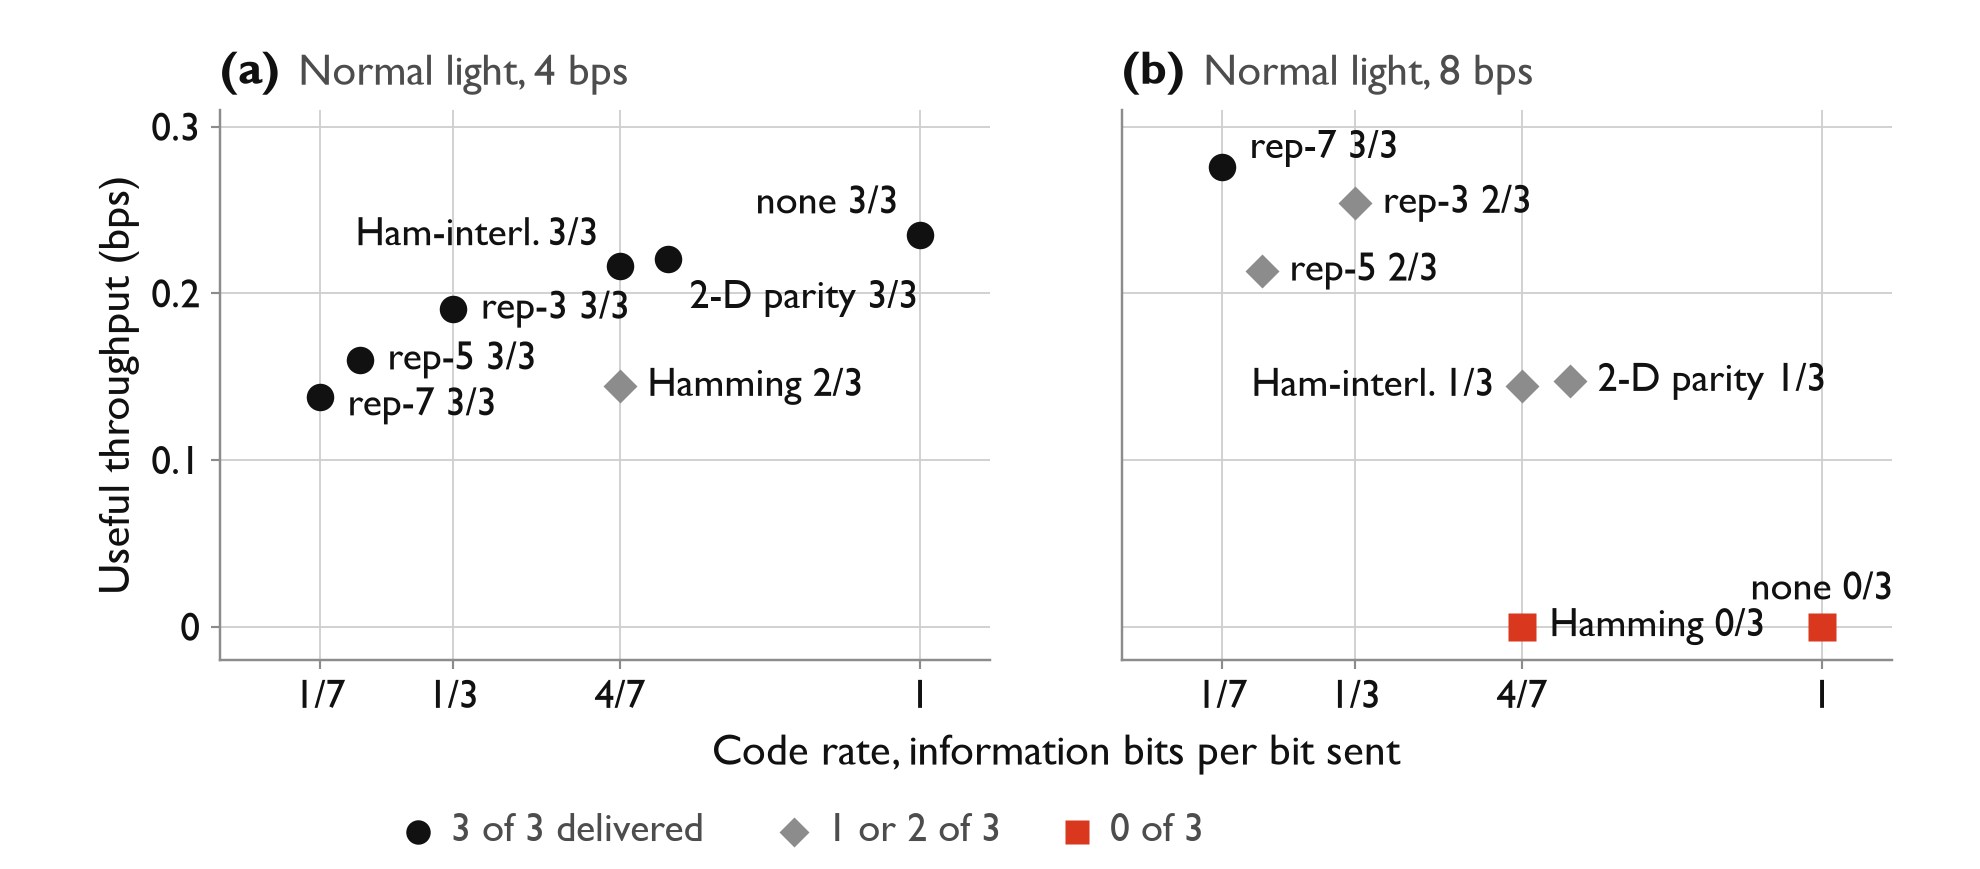 (a) Normal light, 4 bps
Useful throughput (bps)
0.3
0.2
0.1
0
none 3/3
Ham-interl. 3/3
2-D parity 3/3
rep-3 3/3
rep-5 3/3
Hamming 2/3
rep-7 3/3
1/7 1/3 4/7 1
(b) Normal light, 8 bps
rep-7 3/3
rep-3 2/3
rep-5 2/3
Ham-interl. 1/3
2-D parity 1/3
none 0/3
Hamming 0/3
1/7 1/3 4/7 1
Code rate, information bits per bit sent
3 of 3 delivered 1 or 2 of 3 0 of 3